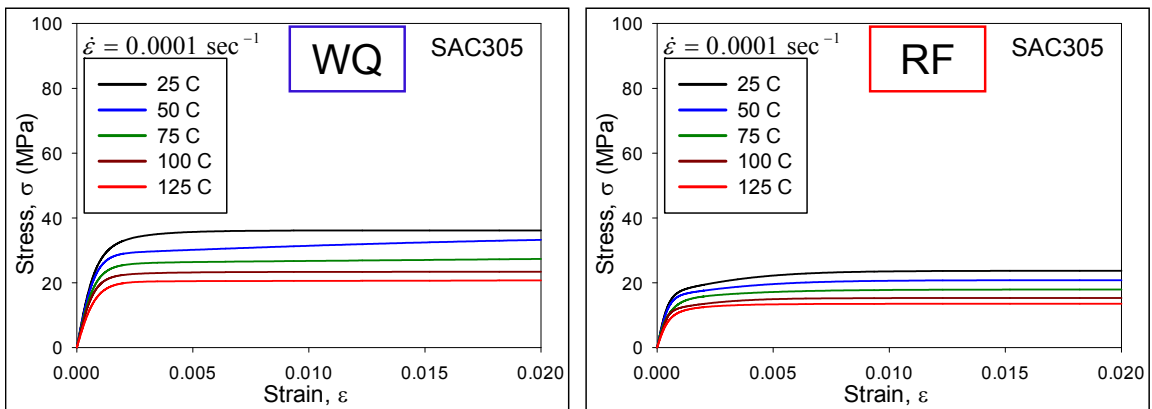 100
80
60
40
20
0
Stress, σ (MPa)
ε̇ = 0.0001 sec⁻¹
WQ
SAC305
25 C
50 C
75 C
100 C
125 C
0.000
0.005
0.010
0.015
0.020
Strain, ε
100
80
60
40
20
0
Stress, σ (MPa)
ε̇ = 0.0001 sec⁻¹
RF
SAC305
25 C
50 C
75 C
100 C
125 C
0.000
0.005
0.010
0.015
0.020
Strain, ε